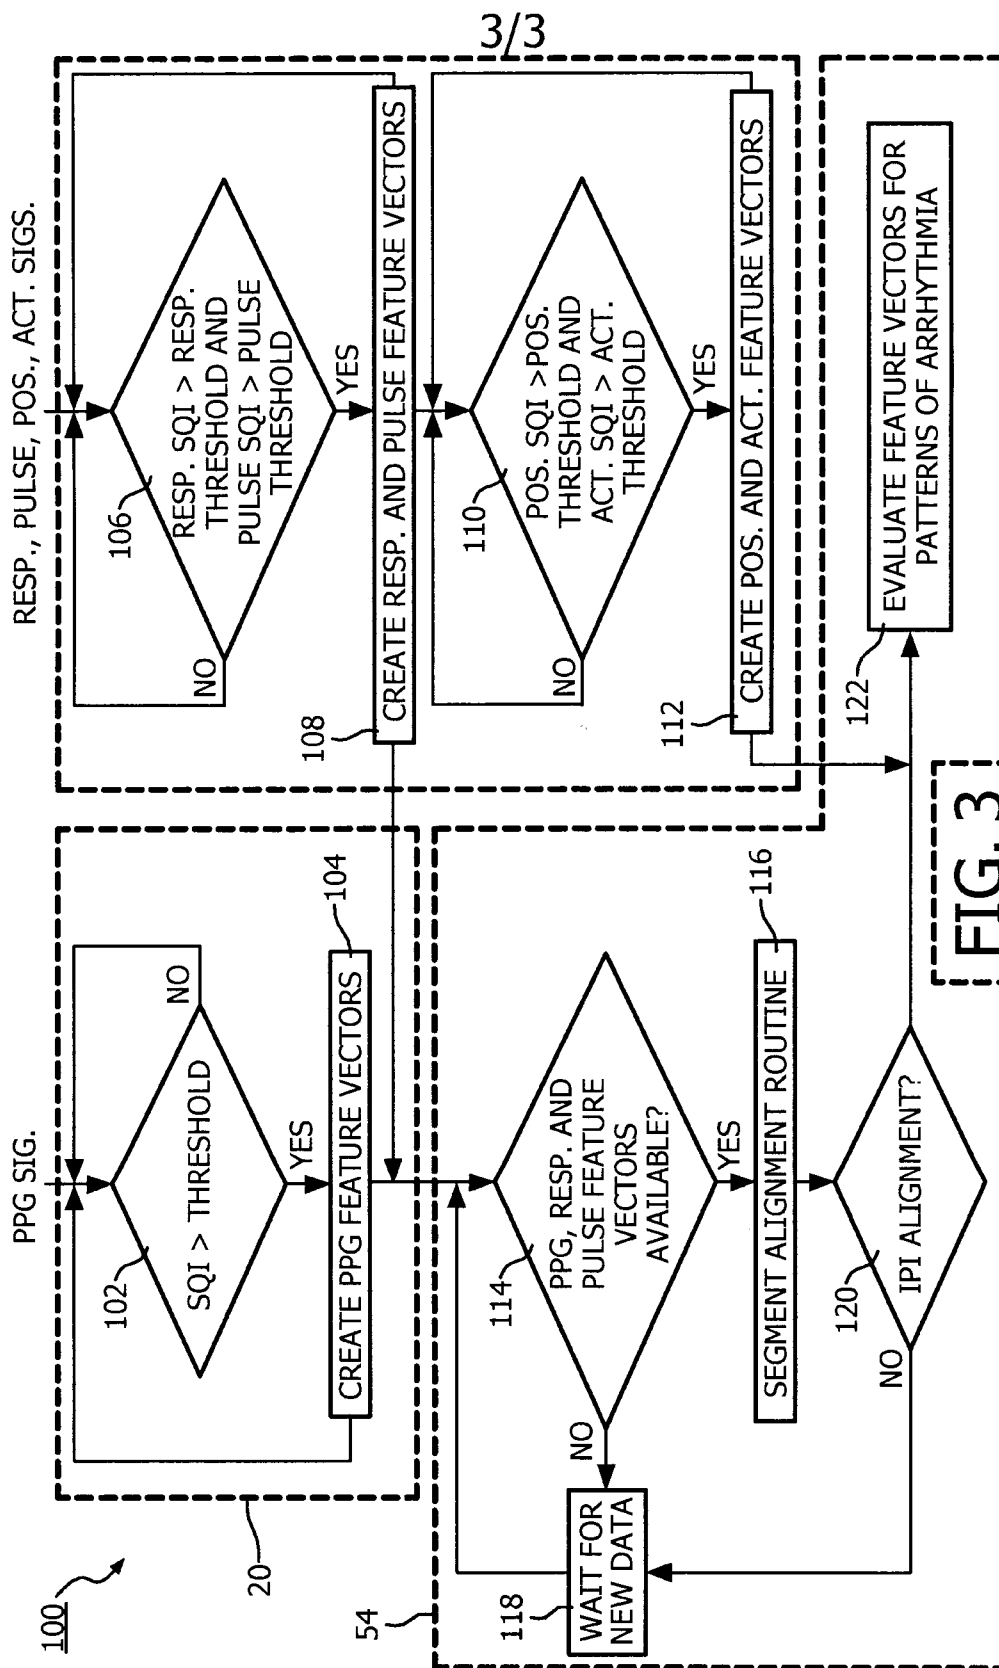 3/3
100
PPG SIG.
102
SQI > THRESHOLD
NO
YES
104
CREATE PPG FEATURE VECTORS
20
RESP., PULSE, POS., ACT. SIGS.
106
RESP. SQI > RESP.
THRESHOLD AND
PULSE SQI > PULSE
THRESHOLD
NO
YES
108
CREATE RESP. AND PULSE FEATURE VECTORS
110
POS. SQI >POS.
THRESHOLD AND
ACT. SQI > ACT.
THRESHOLD
NO
YES
112
CREATE POS. AND ACT. FEATURE VECTORS
54
114
PPG, RESP. AND
PULSE FEATURE
VECTORS
AVAILABLE?
NO
YES
118
WAIT FOR
NEW DATA
116
SEGMENT ALIGNMENT ROUTINE
120
IPI ALIGNMENT?
NO
122
EVALUATE FEATURE VECTORS FOR
PATTERNS OF ARRHYTHMIA
FIG. 3